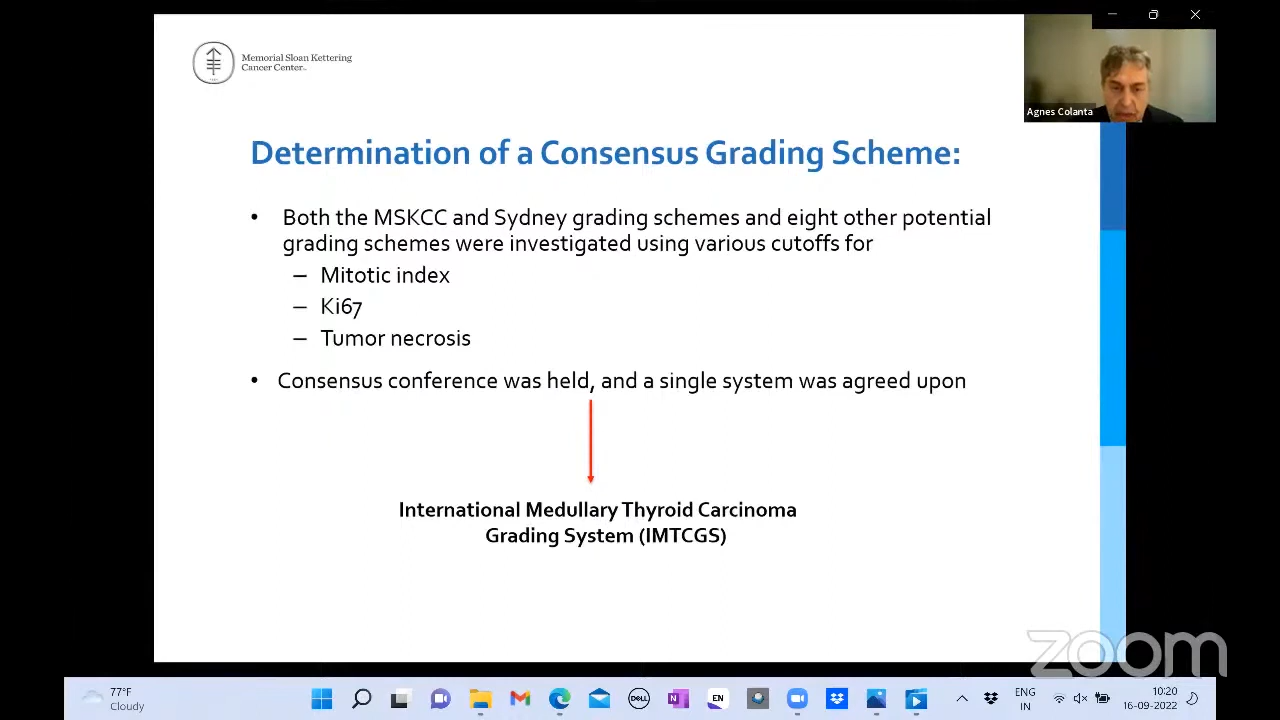 Memorial Sloan Kettering
Cancer Center
Agnes Colanta
Determination of a Consensus Grading Scheme:
• Both the MSKCC and Sydney grading schemes and eight other potential
grading schemes were investigated using various cutoffs for
– Mitotic index
– Ki67
– Tumor necrosis
• Consensus conference was held, and a single system was agreed upon
International Medullary Thyroid Carcinoma
Grading System (IMTCGS)
zoom
77°F
Cloudy
DELL
N
EN
ENG
IN
10:20
16-09-2022